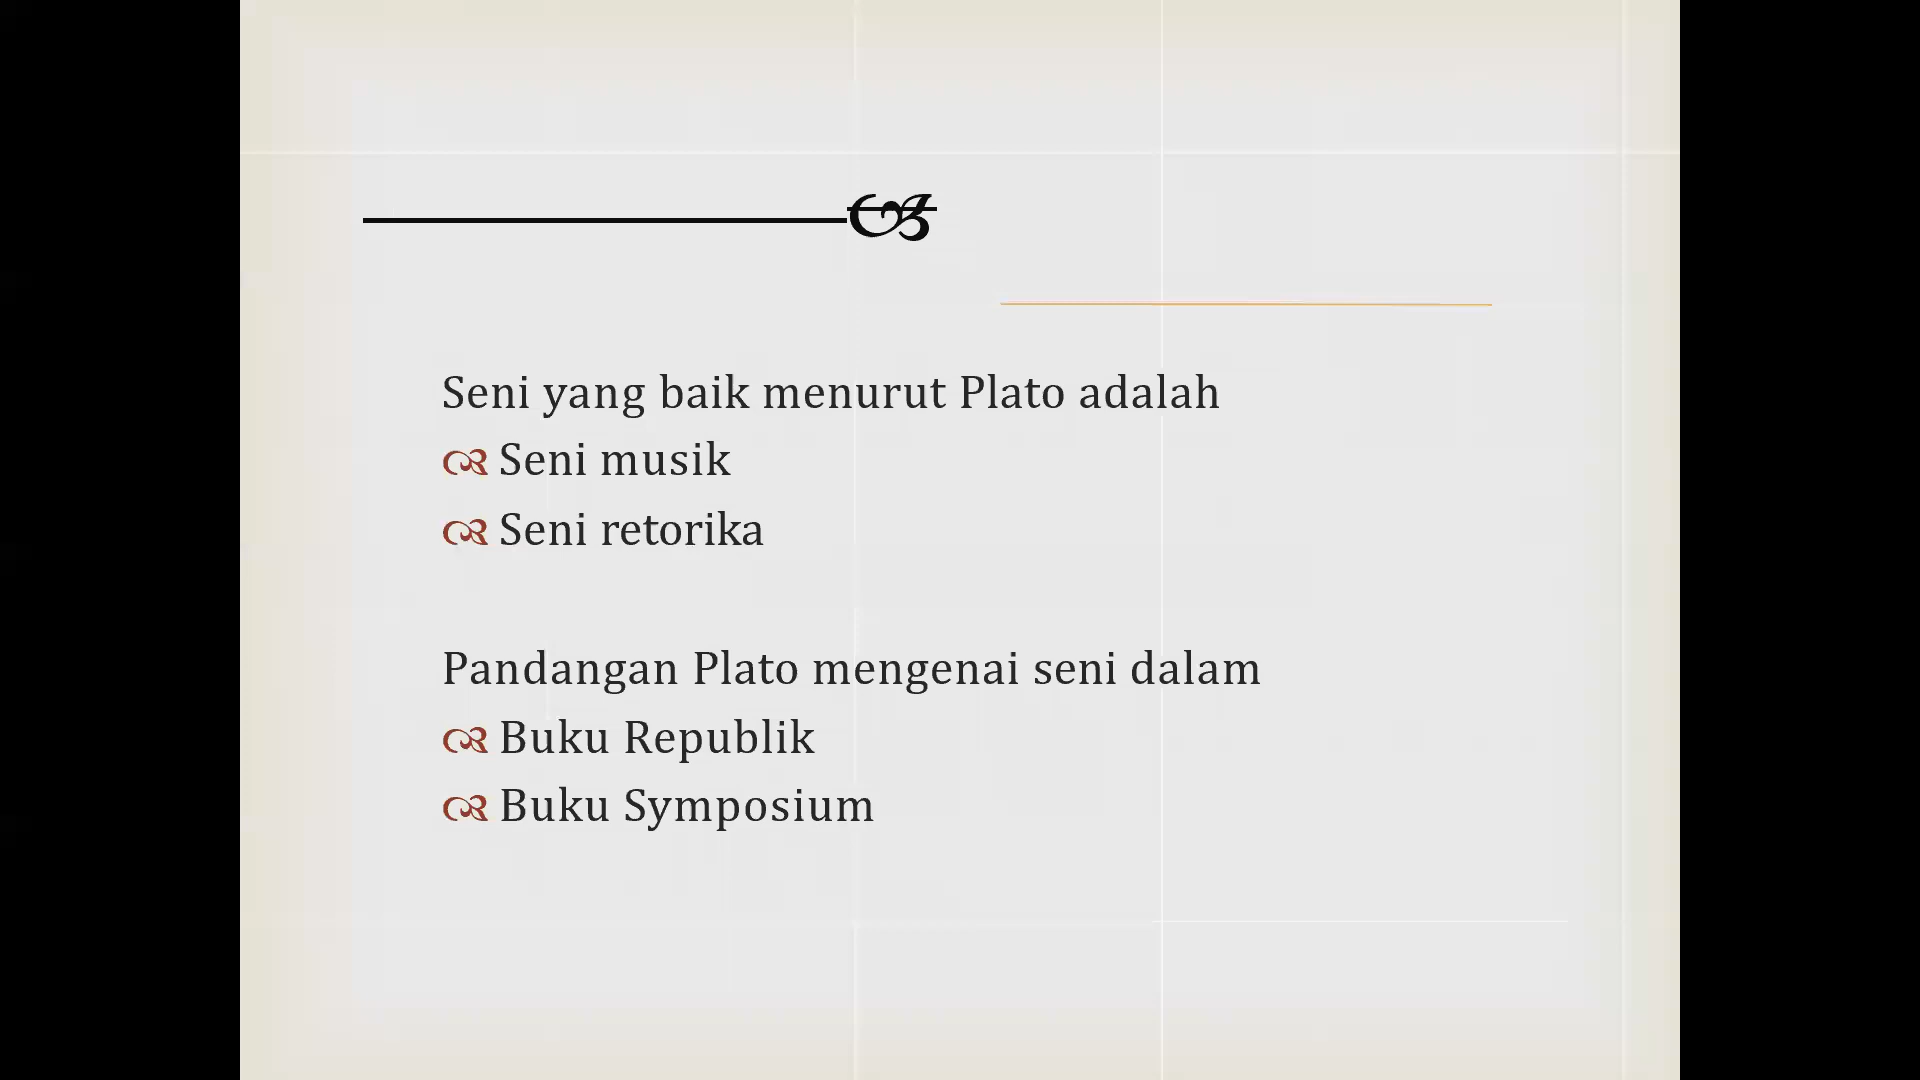 Seni yang baik menurut Plato adalah
Seni musik
Seni retorika
Pandangan Plato mengenai seni dalam
Buku Republik
Buku Symposium